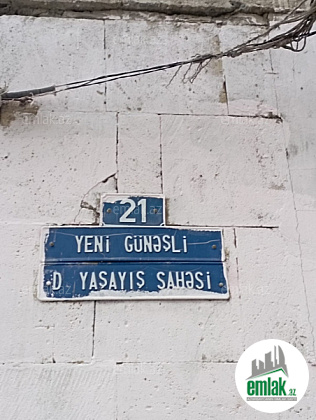 21
YENİ GÜNƏŞLİ
D YAŞAYIŞ SAHƏSİ
emlak.az